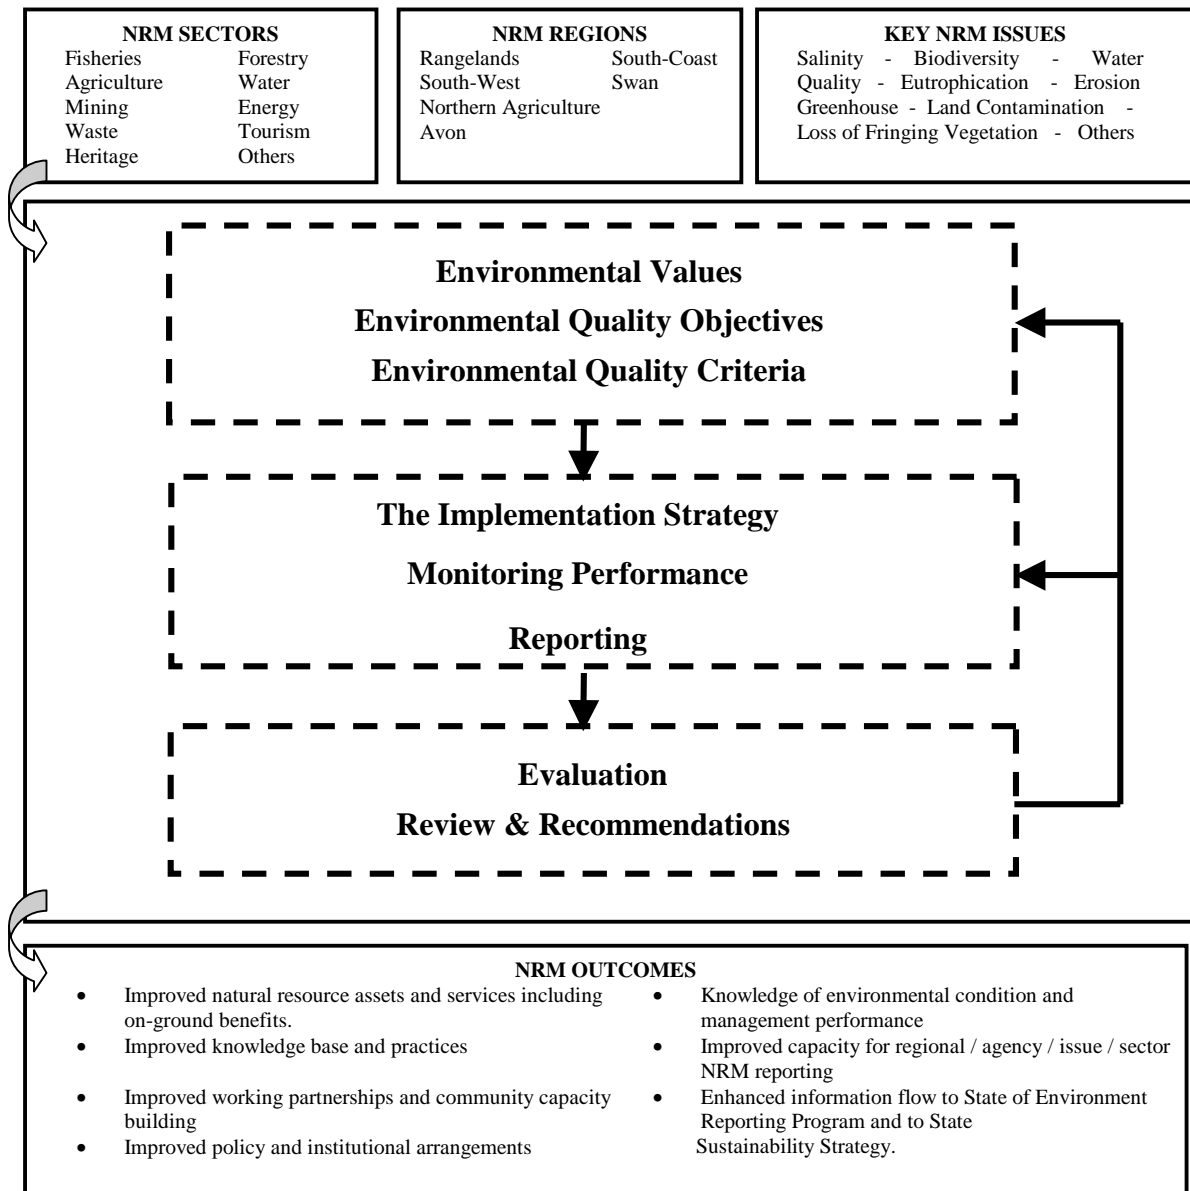 NRM SECTORS
Fisheries Forestry
Agriculture Water
Mining Energy
Waste Tourism
Heritage Others
NRM REGIONS
Rangelands South-Coast
South-West Swan
Northern Agriculture
Avon
KEY NRM ISSUES
Salinity - Biodiversity - Water
Quality - Eutrophication - Erosion
Greenhouse - Land Contamination -
Loss of Fringing Vegetation - Others
Environmental Values
Environmental Quality Objectives
Environmental Quality Criteria
The Implementation Strategy
Monitoring Performance
Reporting
Evaluation
Review & Recommendations
NRM OUTCOMES
• Improved natural resource assets and services including
on-ground benefits.
• Improved knowledge base and practices
• Improved working partnerships and community capacity
building
• Improved policy and institutional arrangements
• Knowledge of environmental condition and
management performance
• Improved capacity for regional / agency / issue / sector
NRM reporting
• Enhanced information flow to State of Environment
Reporting Program and to State
Sustainability Strategy.